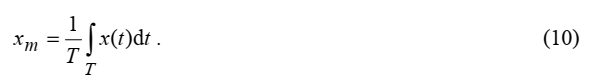 x_m = \frac{1}{T} \int_T x(t) \mathrm{d}t . (10)